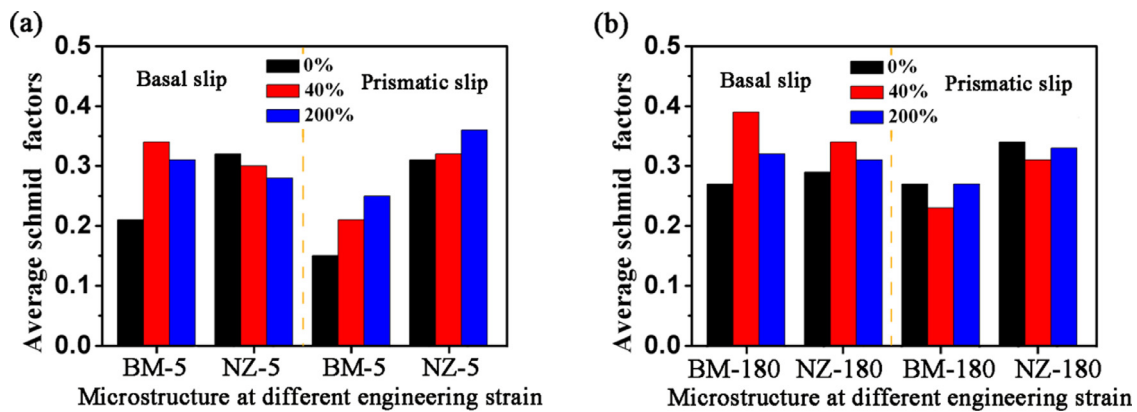 (a)
Average schmid factors
0.5
0.4
0.3
0.2
0.1
0.0
Basal slip
0%
40%
200%
Prismatic slip
BM-5 NZ-5 BM-5 NZ-5
Microstructure at different engineering strain
(b)
Average schmid factors
0.5
0.4
0.3
0.2
0.1
0.0
Basal slip
0%
40%
200%
Prismatic slip
BM-180 NZ-180 BM-180 NZ-180
Microstructure at different engineering strain